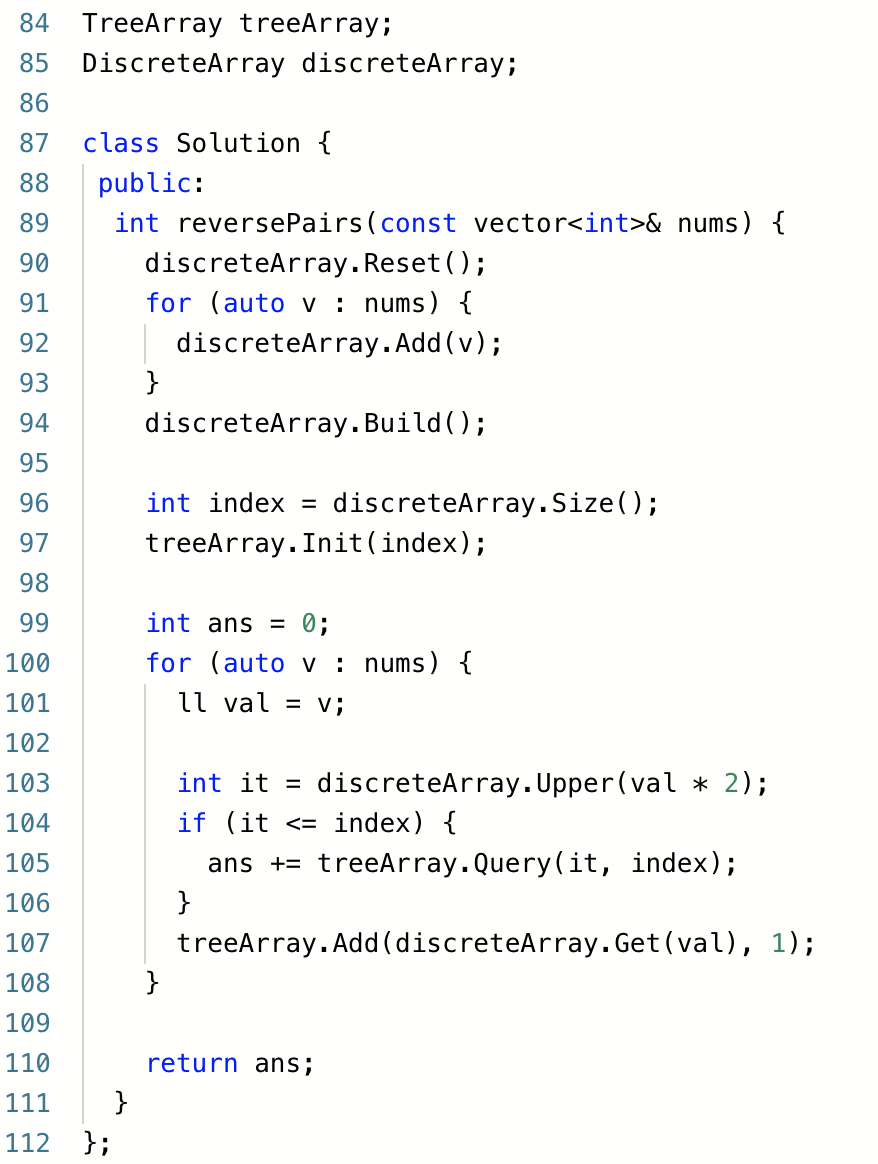 84 TreeArray treeArray;
85 DiscreteArray discreteArray;
86
87 class Solution {
88  public:
89   int reversePairs(const vector<int>& nums) {
90     discreteArray.Reset();
91     for (auto v : nums) {
92       discreteArray.Add(v);
93     }
94     discreteArray.Build();
95
96     int index = discreteArray.Size();
97     treeArray.Init(index);
98
99     int ans = 0;
100     for (auto v : nums) {
101       ll val = v;
102
103       int it = discreteArray.Upper(val * 2);
104       if (it <= index) {
105         ans += treeArray.Query(it, index);
106       }
107       treeArray.Add(discreteArray.Get(val), 1);
108     }
109
110     return ans;
111   }
112 };